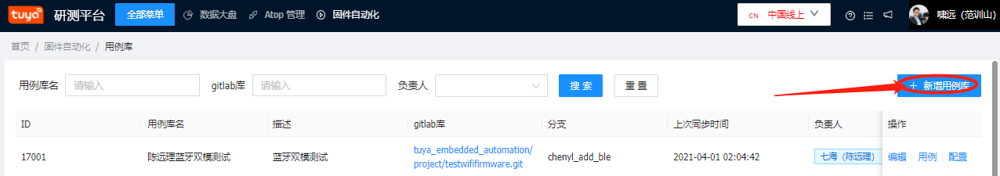 tuya 研测平台 全部菜单 数据大盘 Atop 管理 固件自动化 CN 中国线上 啸远（范训山）
首页 / 固件自动化 / 用例库
用例库名 请输入 gitlab库 请输入 负责人 搜 索 重 置 + 新增用例库
ID 用例库名 描述 gitlab库 分支 上次同步时间 负责人 操作
17001 陈远理蓝牙双模测试 蓝牙双模测试 tuya_embedded_automation/ chenyl_add_ble 2021-04-01 02:04:42 七海（陈远理） 编辑 用例 配置
project/testwififirmware.git